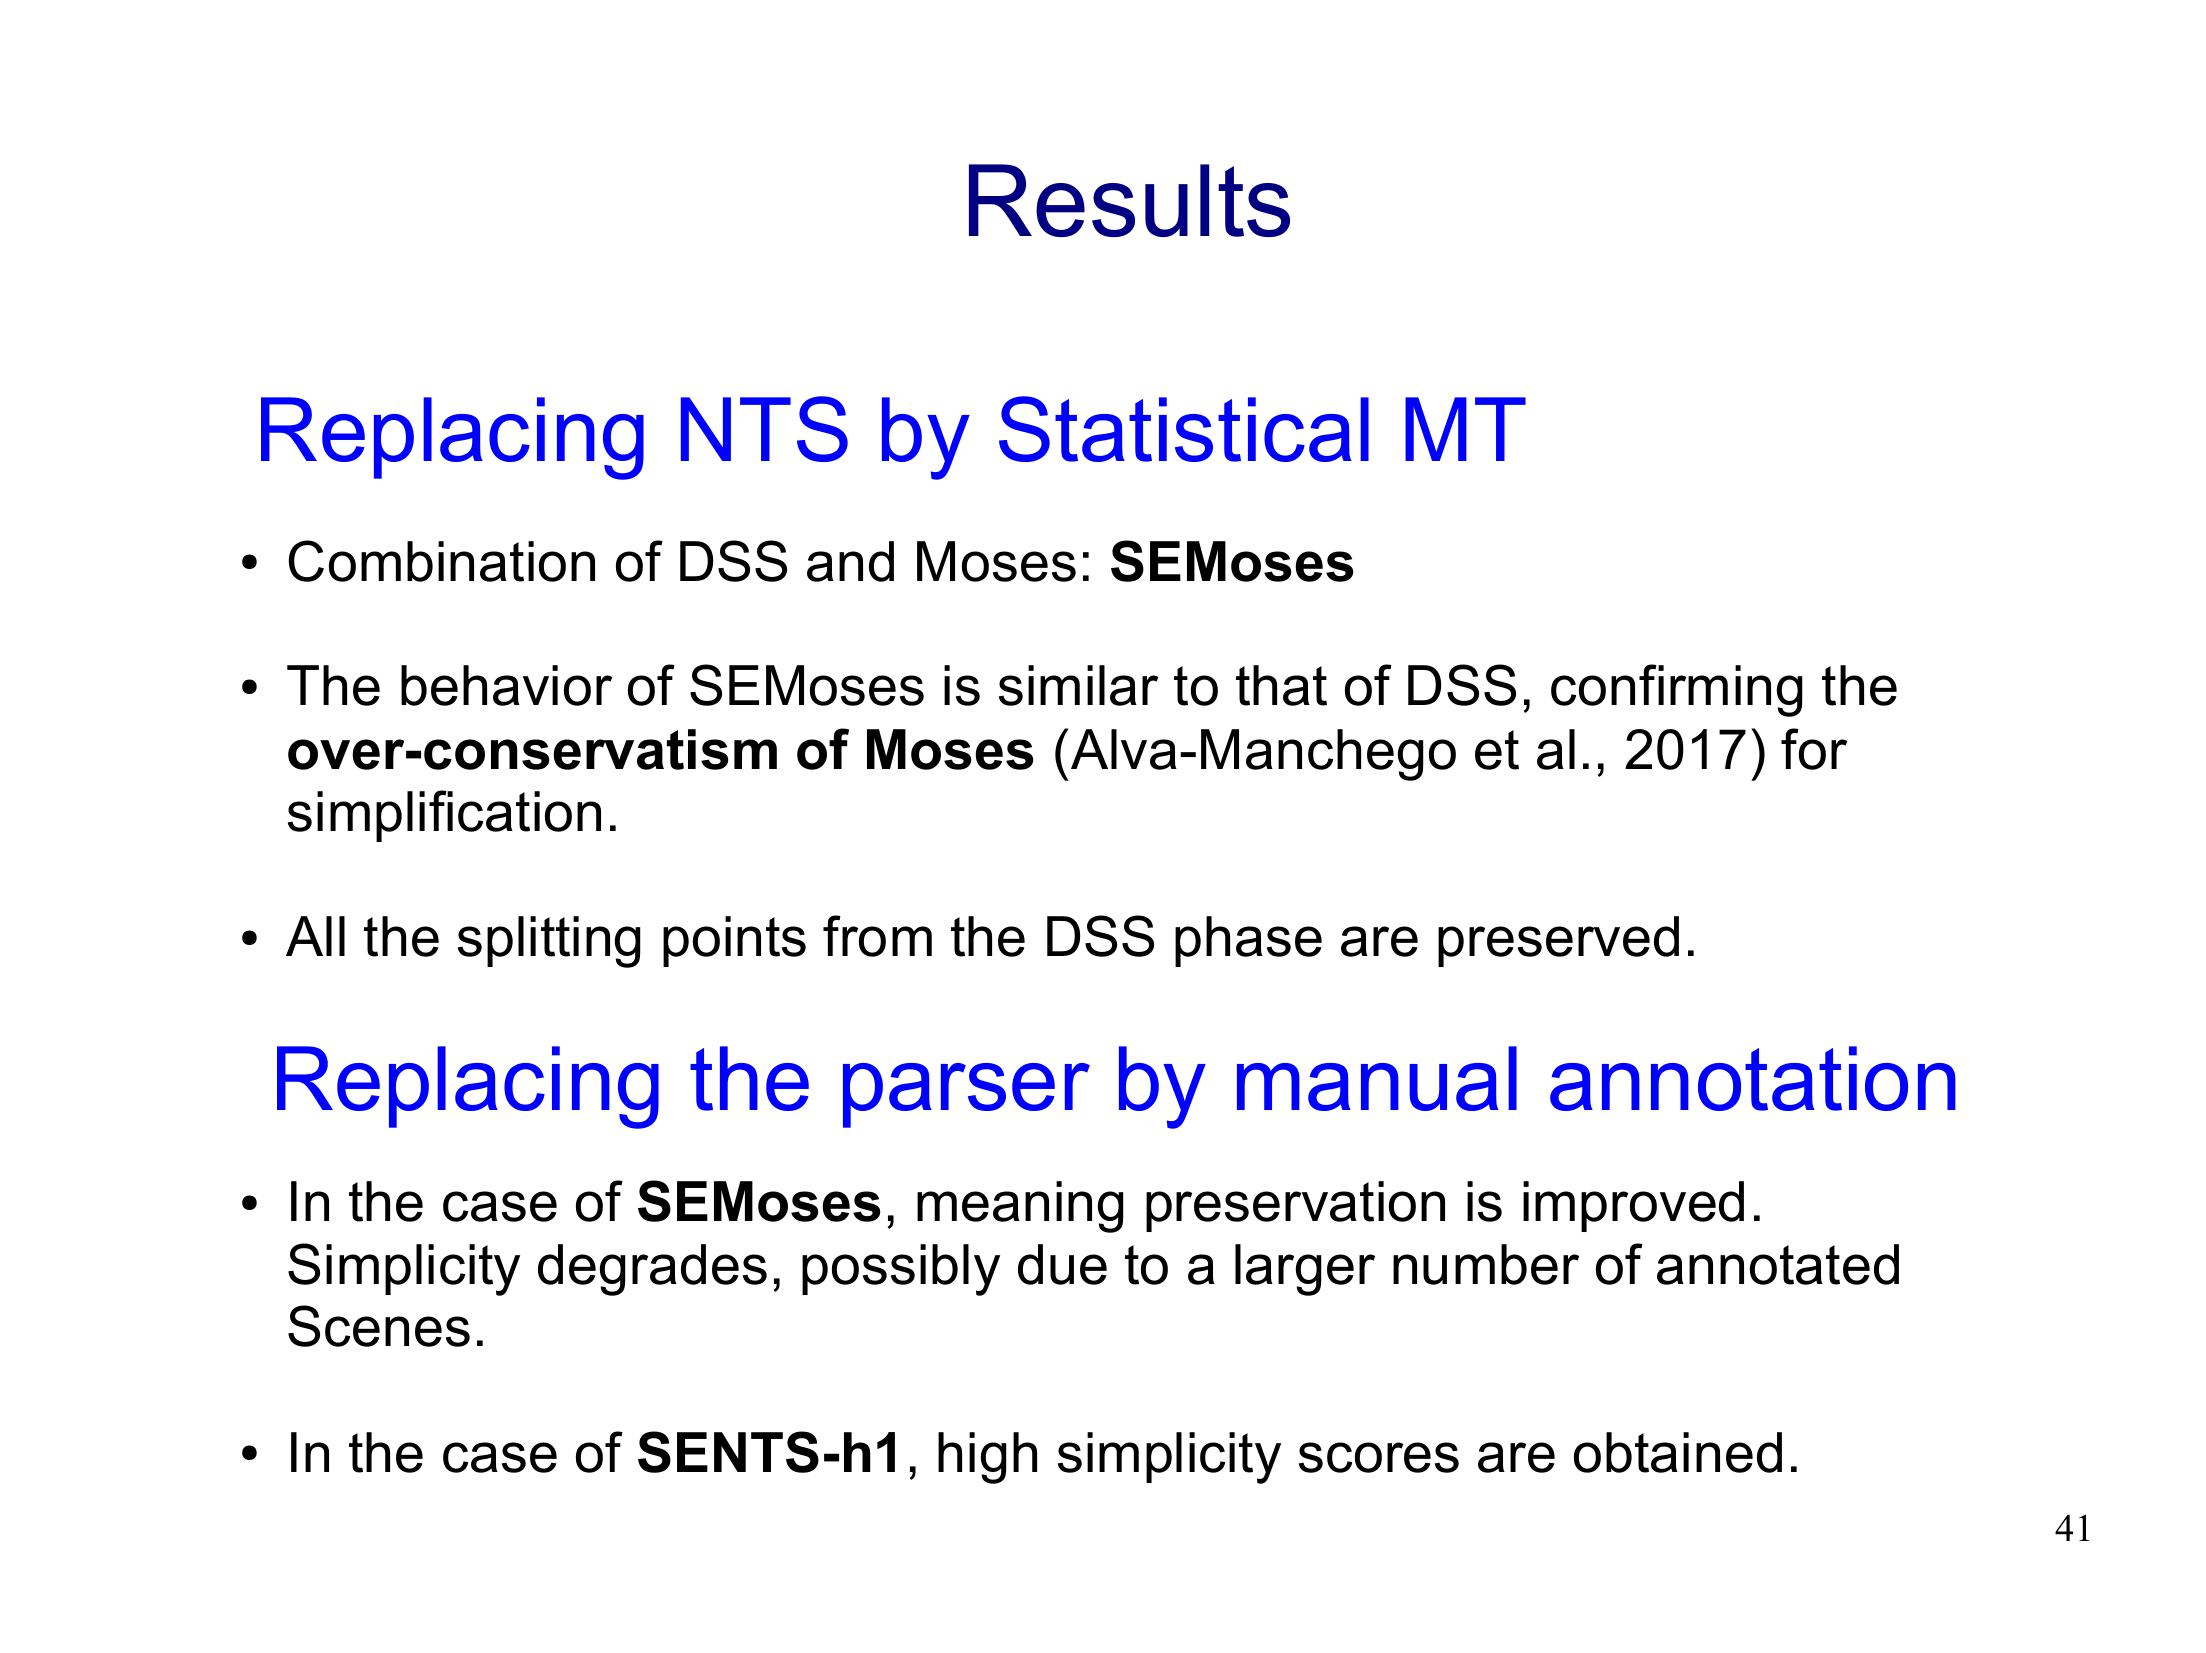 Results
Replacing NTS by Statistical MT
• Combination of DSS and Moses: SEMoses
• The behavior of SEMoses is similar to that of DSS, confirming the
over-conservatism of Moses (Alva-Manchego et al., 2017) for
simplification.
• All the splitting points from the DSS phase are preserved.
Replacing the parser by manual annotation
• In the case of SEMoses, meaning preservation is improved.
Simplicity degrades, possibly due to a larger number of annotated
Scenes.
• In the case of SENTS-h1, high simplicity scores are obtained.
41